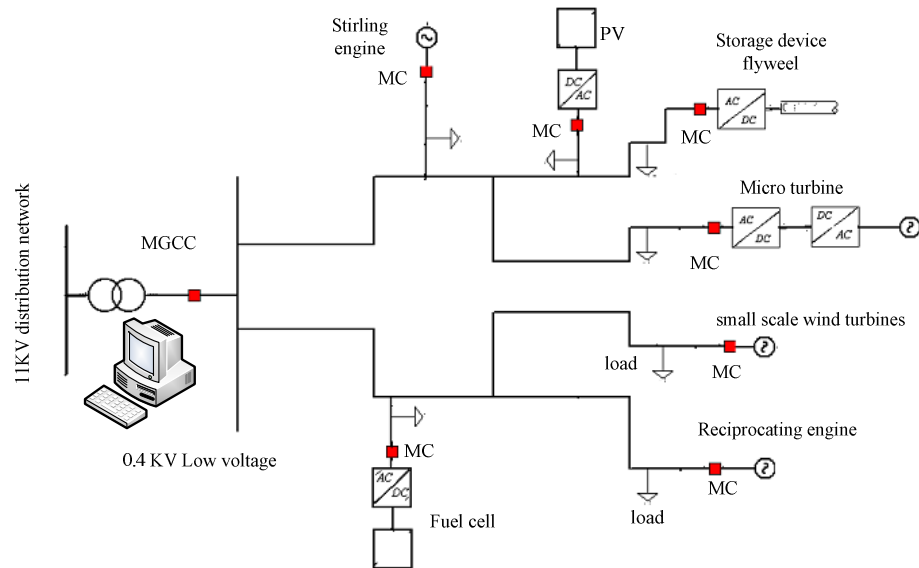 Stirling
engine
MC
PV
DC
AC
MC
Storage device
flyweel
AC
DC
MC
11KV distribution network
MGCC
Micro turbine
AC
DC
DC
AC
MC
small scale wind turbines
load
MC
0.4 KV Low voltage
MC
AC
DC
Fuel cell
Reciprocating engine
MC
load